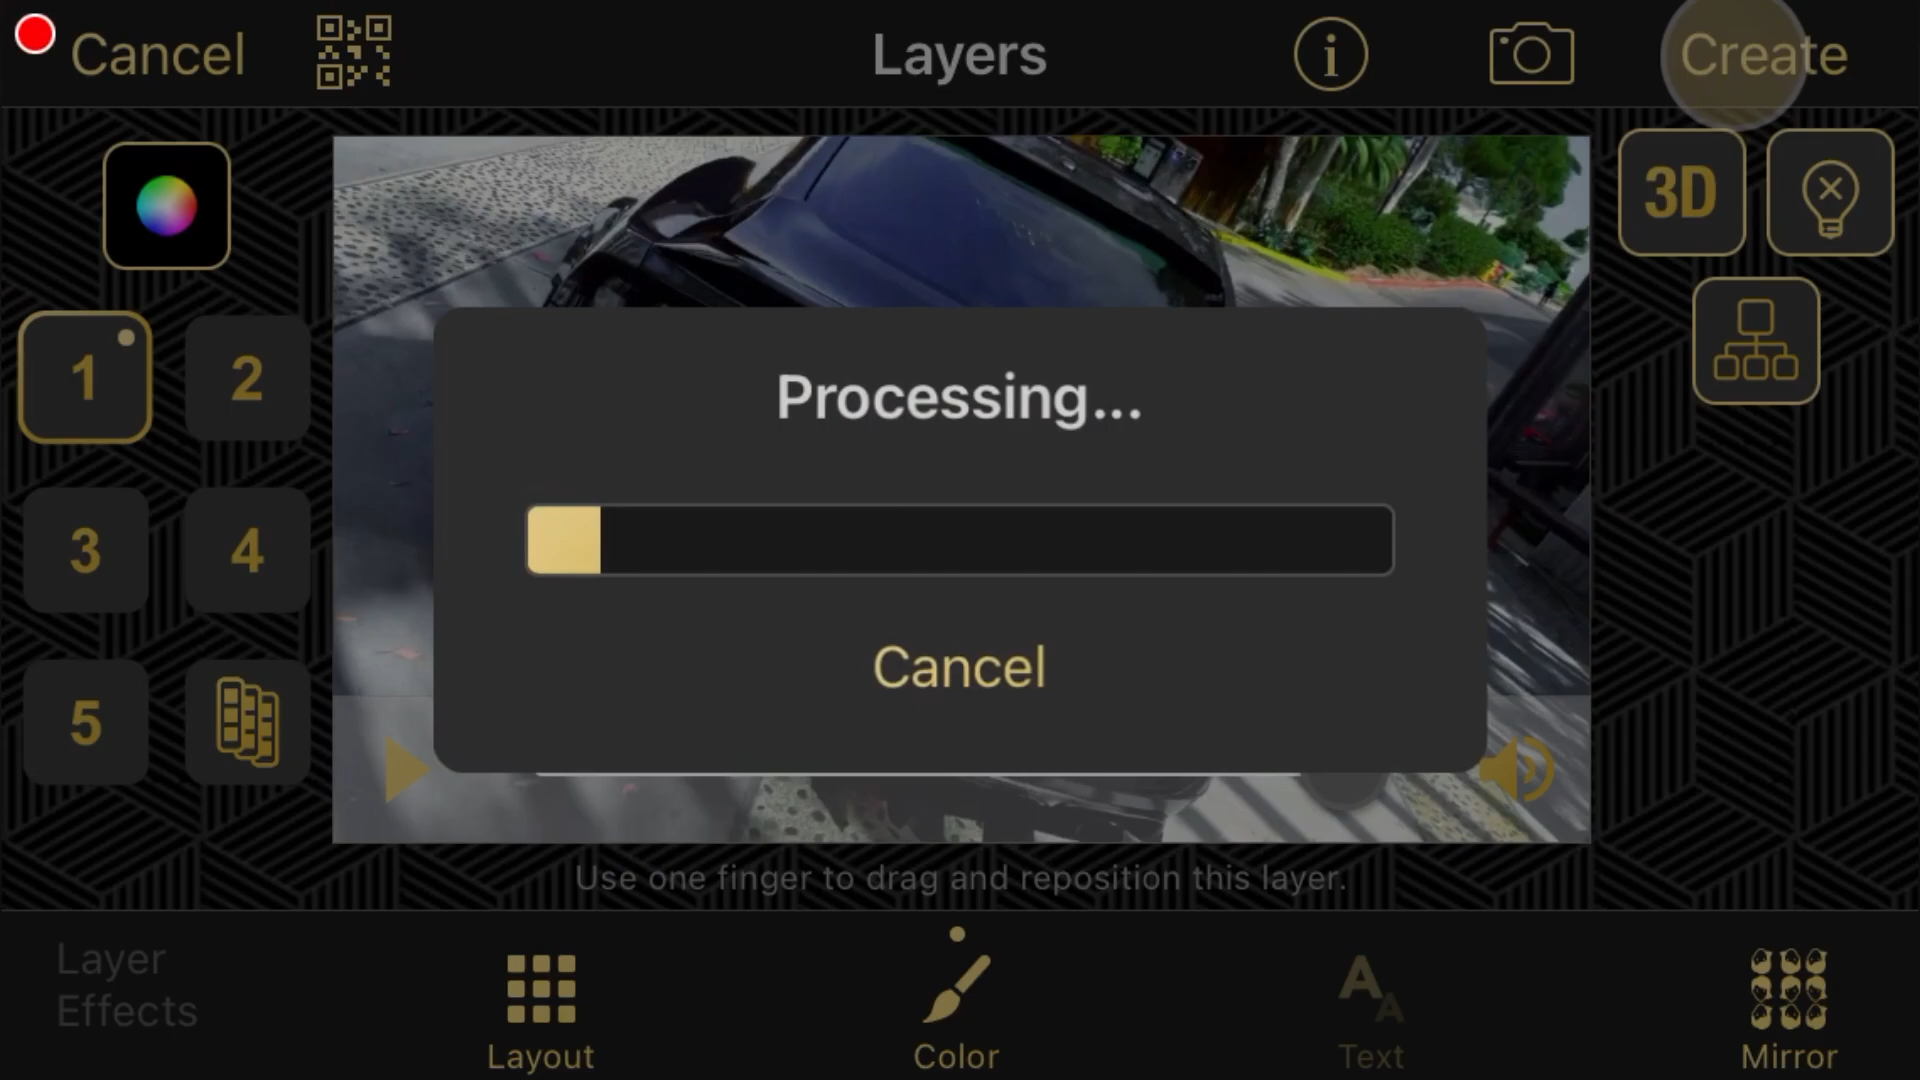 Cancel
Layers
i
Create
3D
1
2
3
4
5
Processing...
Cancel
Use one finger to drag and reposition this layer.
Layer
Effects
Layout
Color
A
A
Text
Mirror